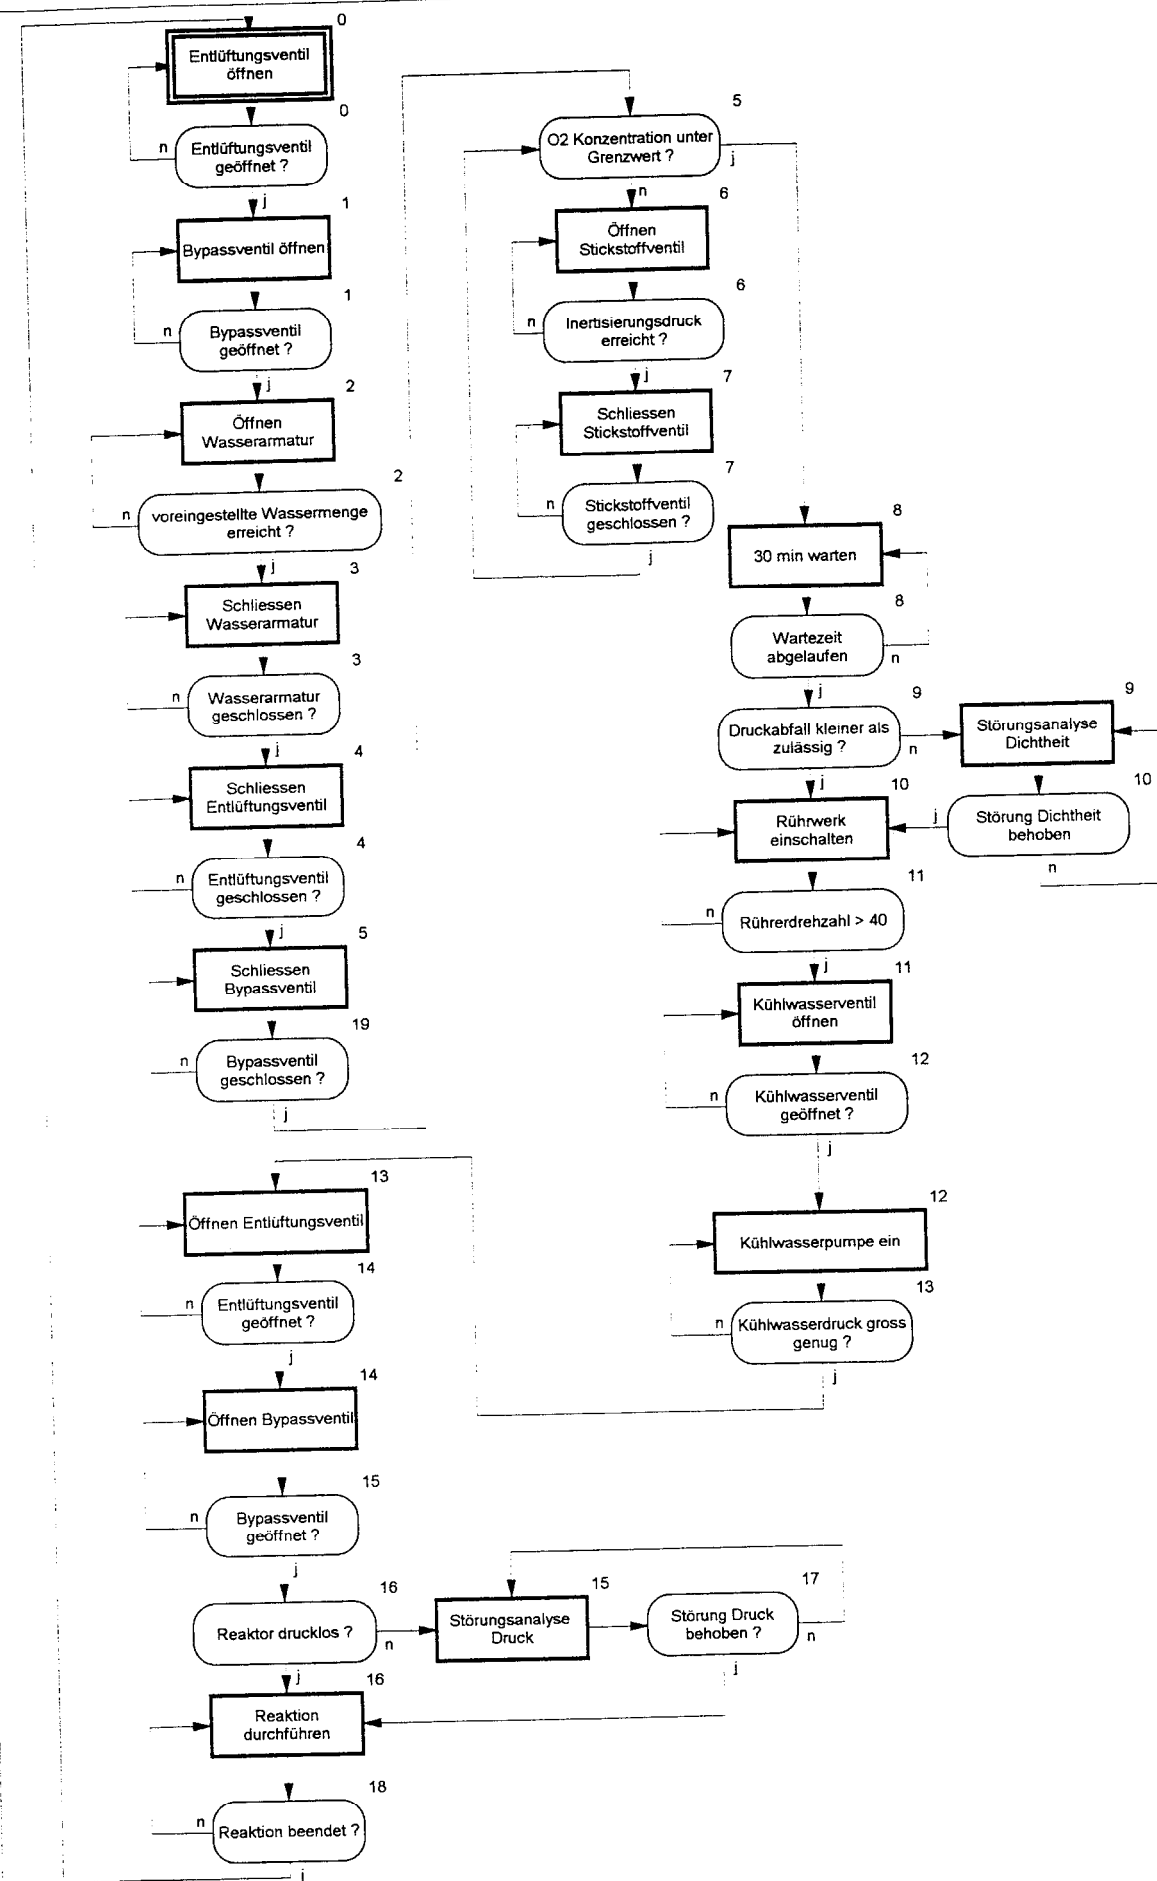 0
Entlüftungsventil
öffnen
0
n
Entlüftungsventil
geöffnet ?
j
1
Bypassventil öffnen
1
n
Bypassventil
geöffnet ?
j
2
Öffnen
Wasserarmatur
2
n
voreingestellte Wassermenge
erreicht ?
j
3
Schliessen
Wasserarmatur
3
n
Wasserarmatur
geschlossen ?
j
4
Schliessen
Entlüftungsventil
4
n
Entlüftungsventil
geschlossen ?
j
5
Schliessen
Bypassventil
19
n
Bypassventil
geschlossen ?
j
5
O2 Konzentration unter
Grenzwert ?
j
n
6
Öffnen
Stickstoffventil
6
n
Inertisierungsdruck
erreicht ?
j
7
Schliessen
Stickstoffventil
7
n
Stickstoffventil
geschlossen ?
j
8
30 min warten
8
Wartezeit
abgelaufen
n
j
9
Druckabfall kleiner als
zulässig ?
n
9
Störungsanalyse
Dichtheit
10
Störung Dichtheit
behoben
j
n
j
10
Rührwerk
einschalten
11
n
Rührerdrehzahl > 40
j
11
Kühlwasserventil
öffnen
12
n
Kühlwasserventil
geöffnet ?
j
12
Kühlwasserpumpe ein
13
n
Kühlwasserdruck gross
genug ?
j
13
Öffnen Entlüftungsventil
14
n
Entlüftungsventil
geöffnet ?
j
14
Öffnen Bypassventil
15
n
Bypassventil
geöffnet ?
j
16
Reaktor drucklos ?
n
15
Störungsanalyse
Druck
17
Störung Druck
behoben ?
n
j
j
16
Reaktion
durchführen
18
n
Reaktion beendet ?
j